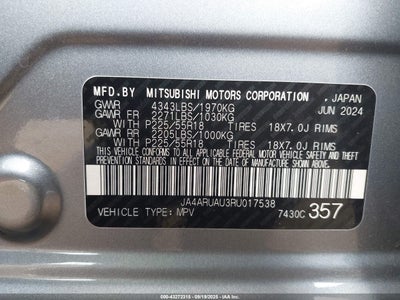 MFD.BY MITSUBISHI MOTORS CORPORATION , JAPAN
GVWR 4343LBS/1970KG JUN 2024
GAWR FR 2271LBS/1030KG
WITH P225/55R18 TIRES 18X7.0J RIMS
GAWR RR 2205LBS/1000KG
WITH P225/55R18 TIRES 18X7.0J RIMS
THIS VEHICLE CONFORMS TO ALL APPLICABLE
FEDERAL MOTOR VEHICLE SAFETY AND THEFT
PREVENTION STANDARDS IN EFFECT ON THE
DATE OF MANUFACTURE SHOWN ABOVE.
JA4ARUAU3RU017538
VEHICLE TYPE: MPV 7430C 357
000-43272315 - 09/18/2025 - IAAI